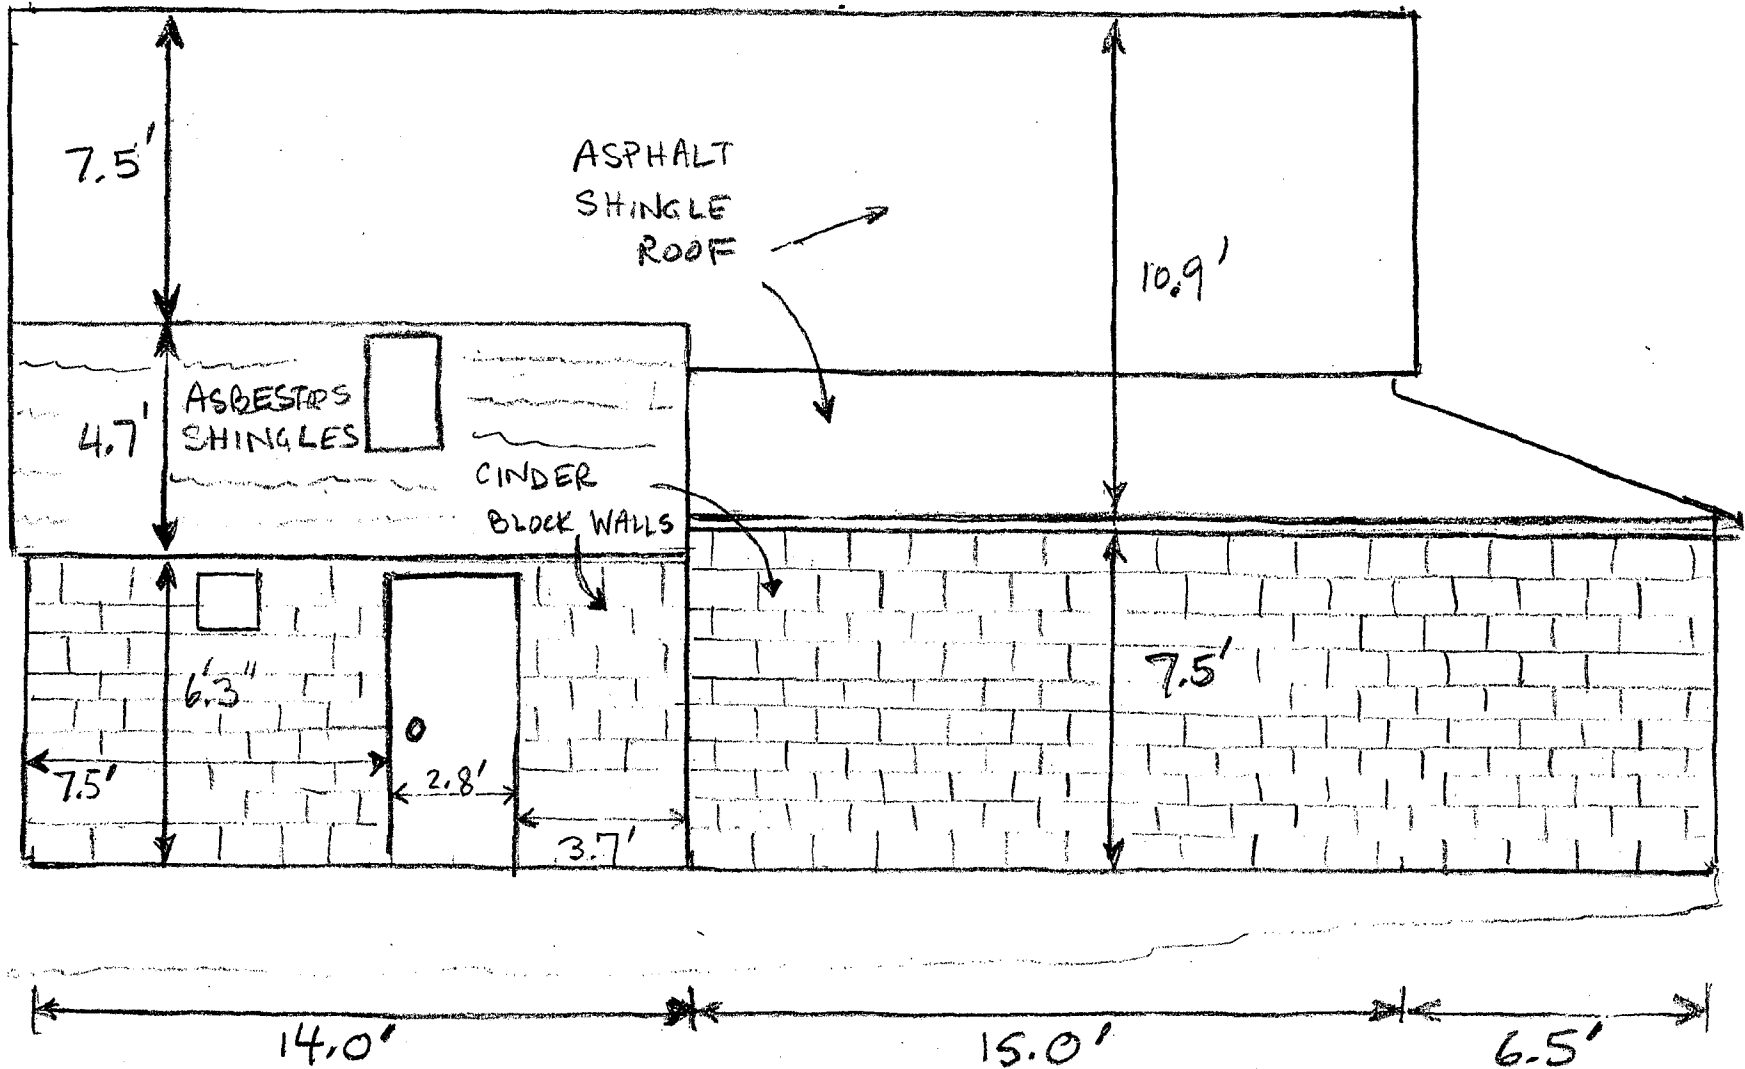 7.5'
ASPHALT
SHINGLE
ROOF
10.9'
4.7'
ASBESTOS
SHINGLES
CINDER
BLOCK WALLS
6'3"
7.5'
7.5'
2.8'
3.7'
14.0'
15.0'
6.5'